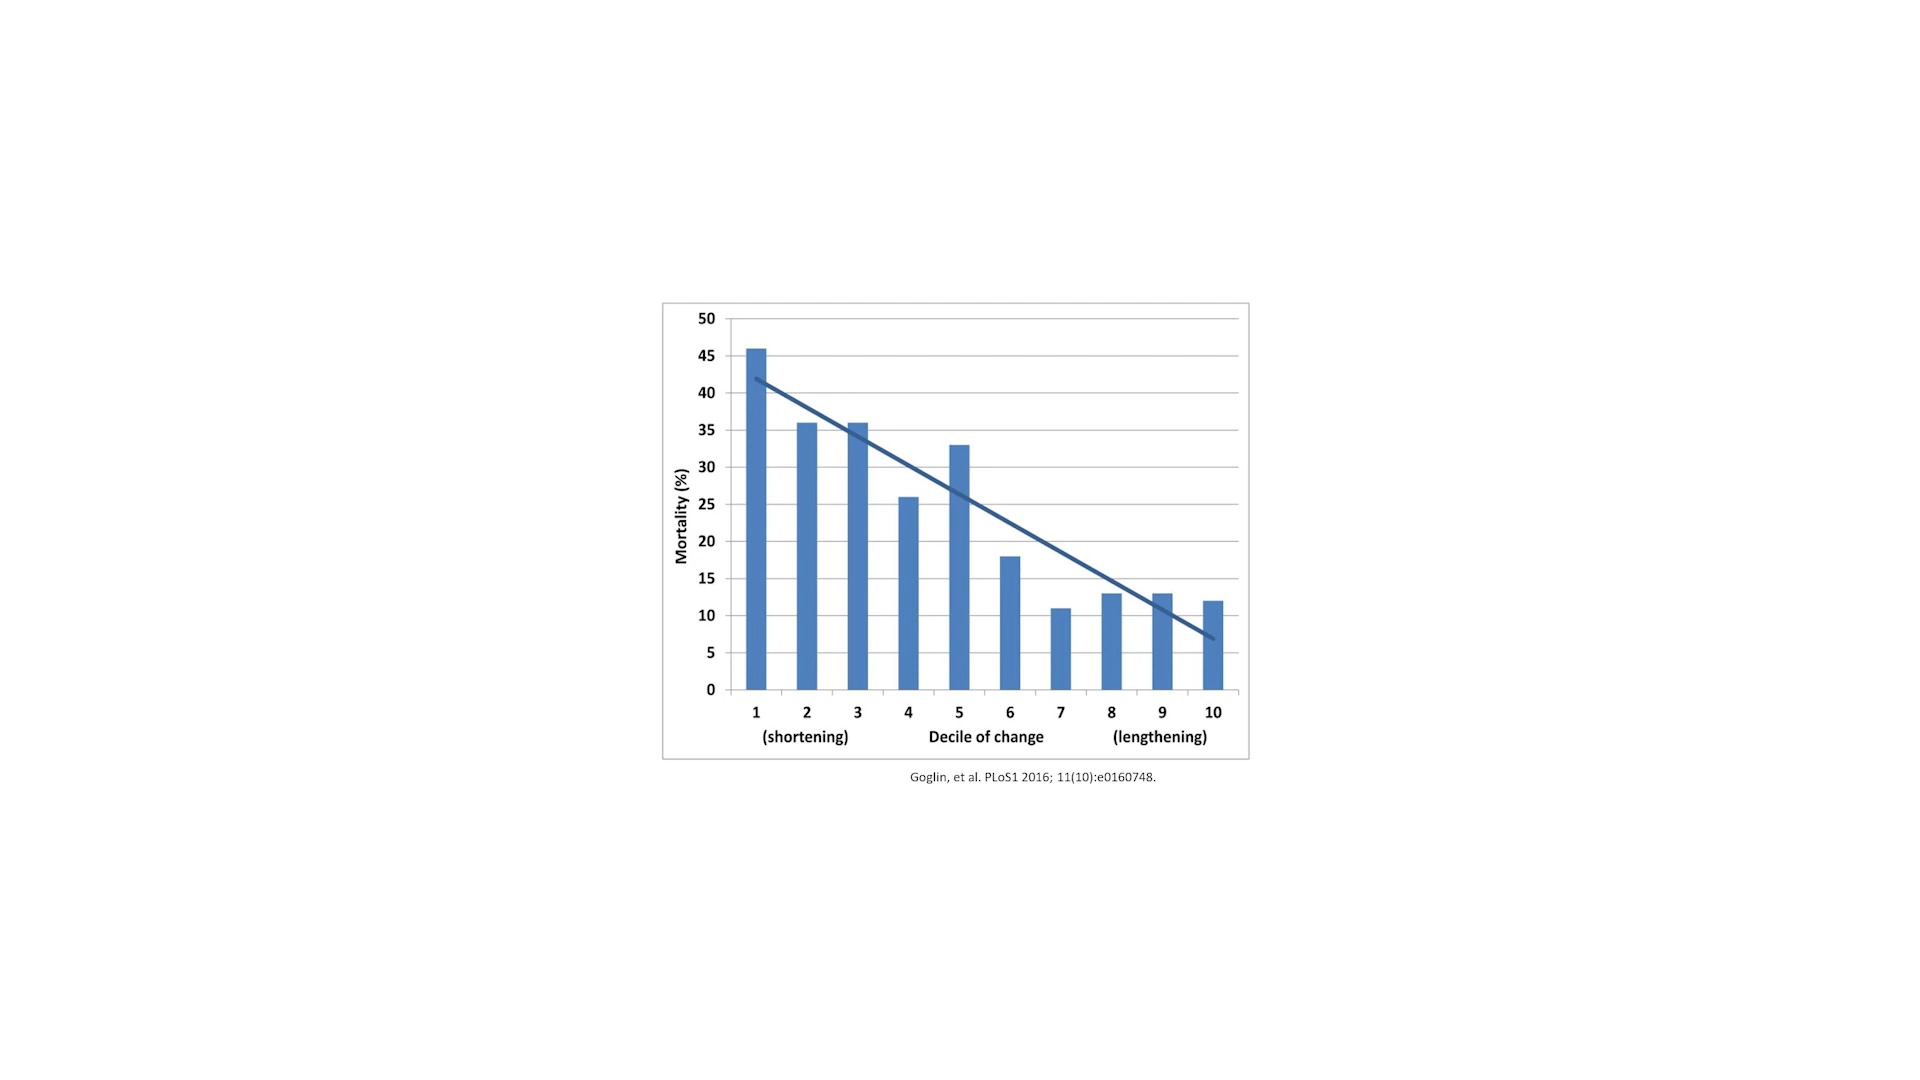 50
45
40
35
30
25
20
15
10
5
0
Mortality (%)
1 2 3 4 5 6 7 8 9 10
(shortening) Decile of change (lengthening)
Goglin, et al. PLoS1 2016; 11(10):e0160748.